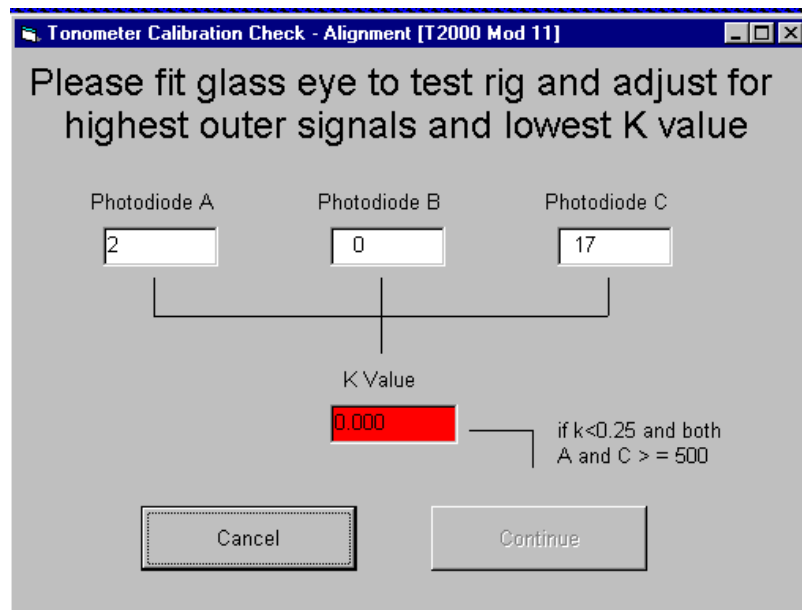 Tonometer Calibration Check - Alignment [T2000 Mod 11]
Please fit glass eye to test rig and adjust for
highest outer signals and lowest K value
Photodiode A Photodiode B Photodiode C
2 0 17
K Value
0.000
if k<0.25 and both
A and C > = 500
Cancel Continue